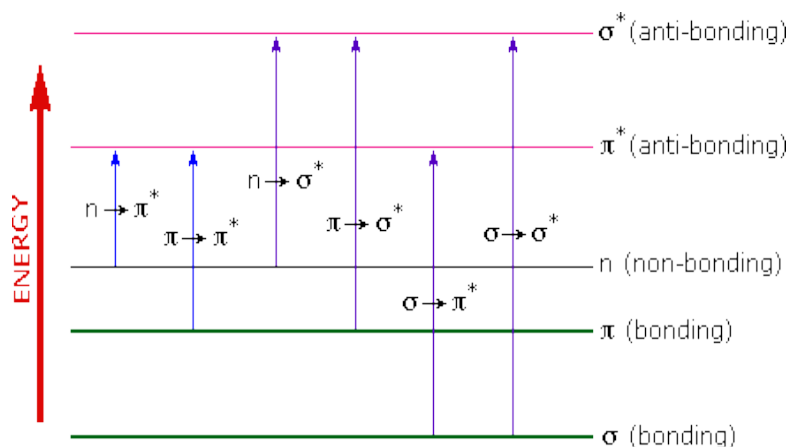 σ* (anti-bonding)
π* (anti-bonding)
n→σ*
n→π*
π→σ*
π→π*
σ→σ*
n (non-bonding)
σ→π*
π (bonding)
σ (bonding)
ENERGY